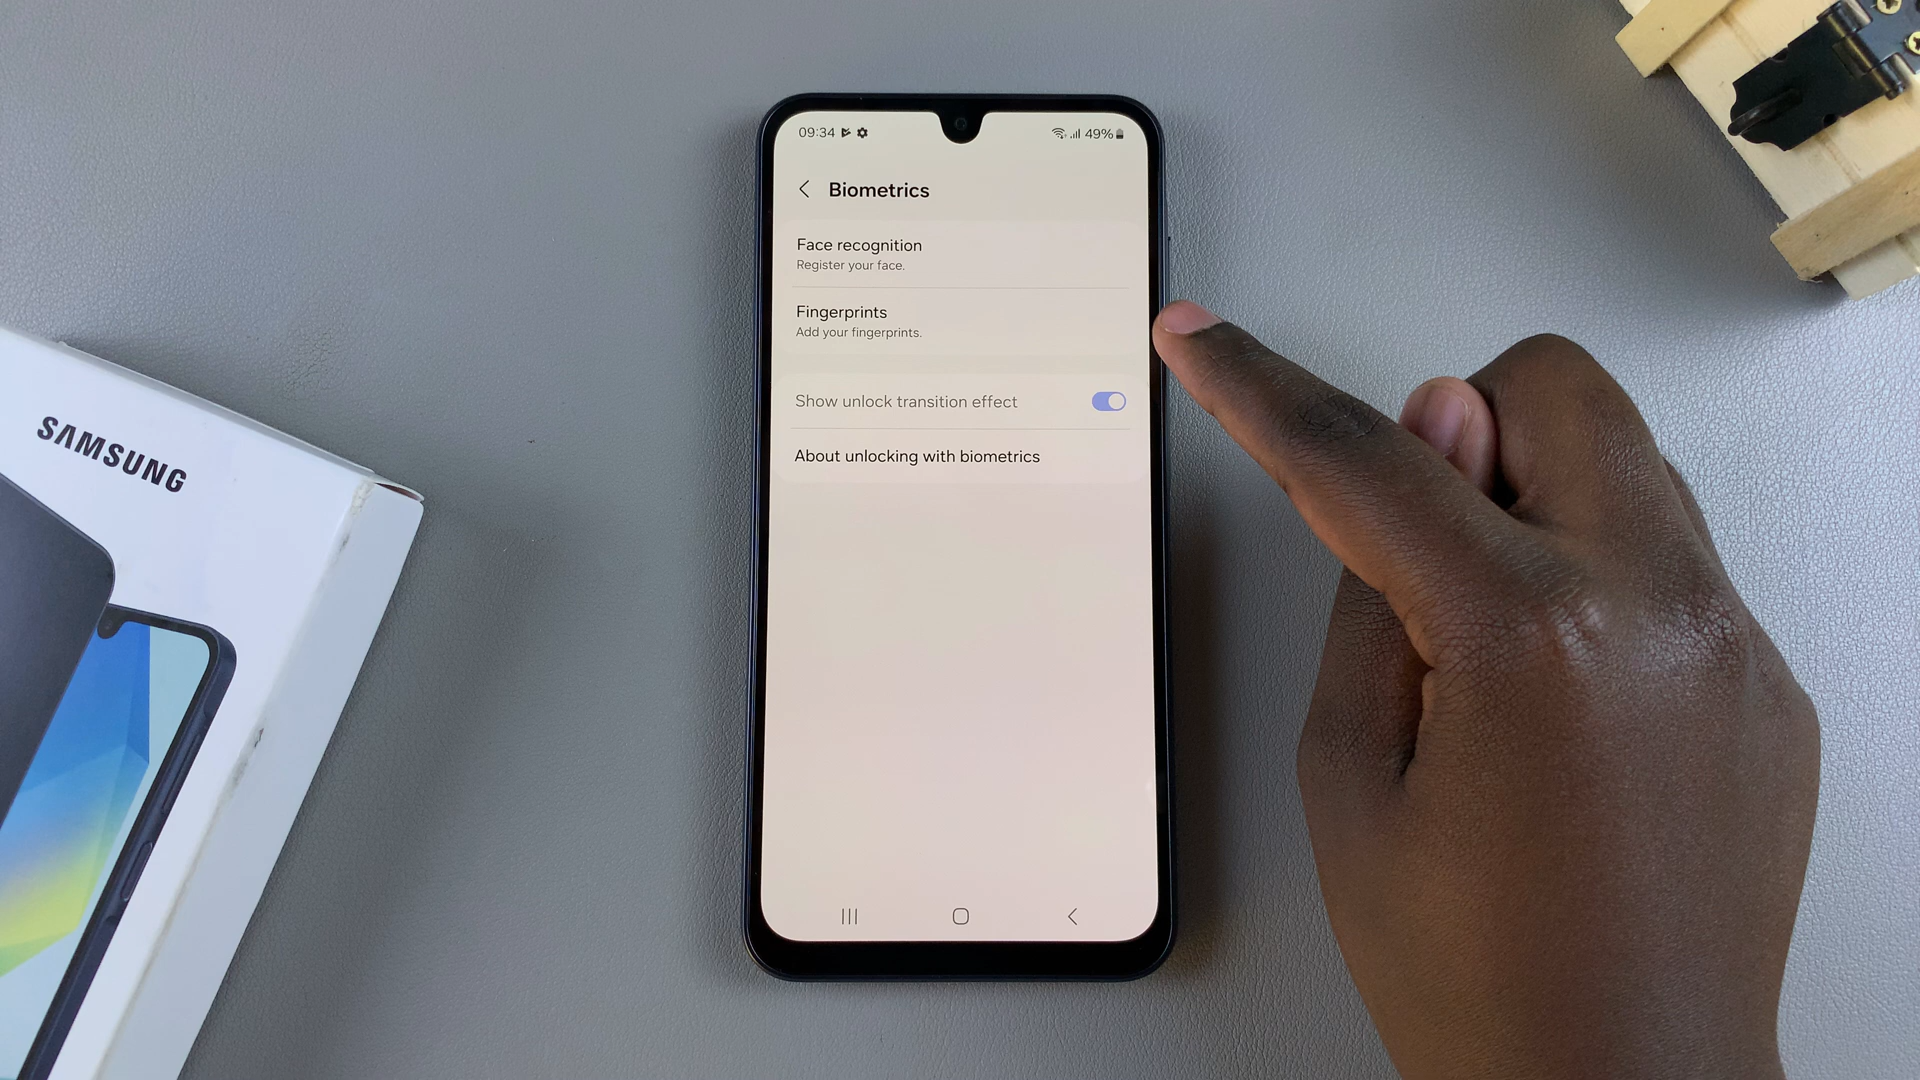 09:34
49%
Biometrics
Face recognition
Register your face.
Fingerprints
Add your fingerprints.
Show unlock transition effect
About unlocking with biometrics
SAMSUNG